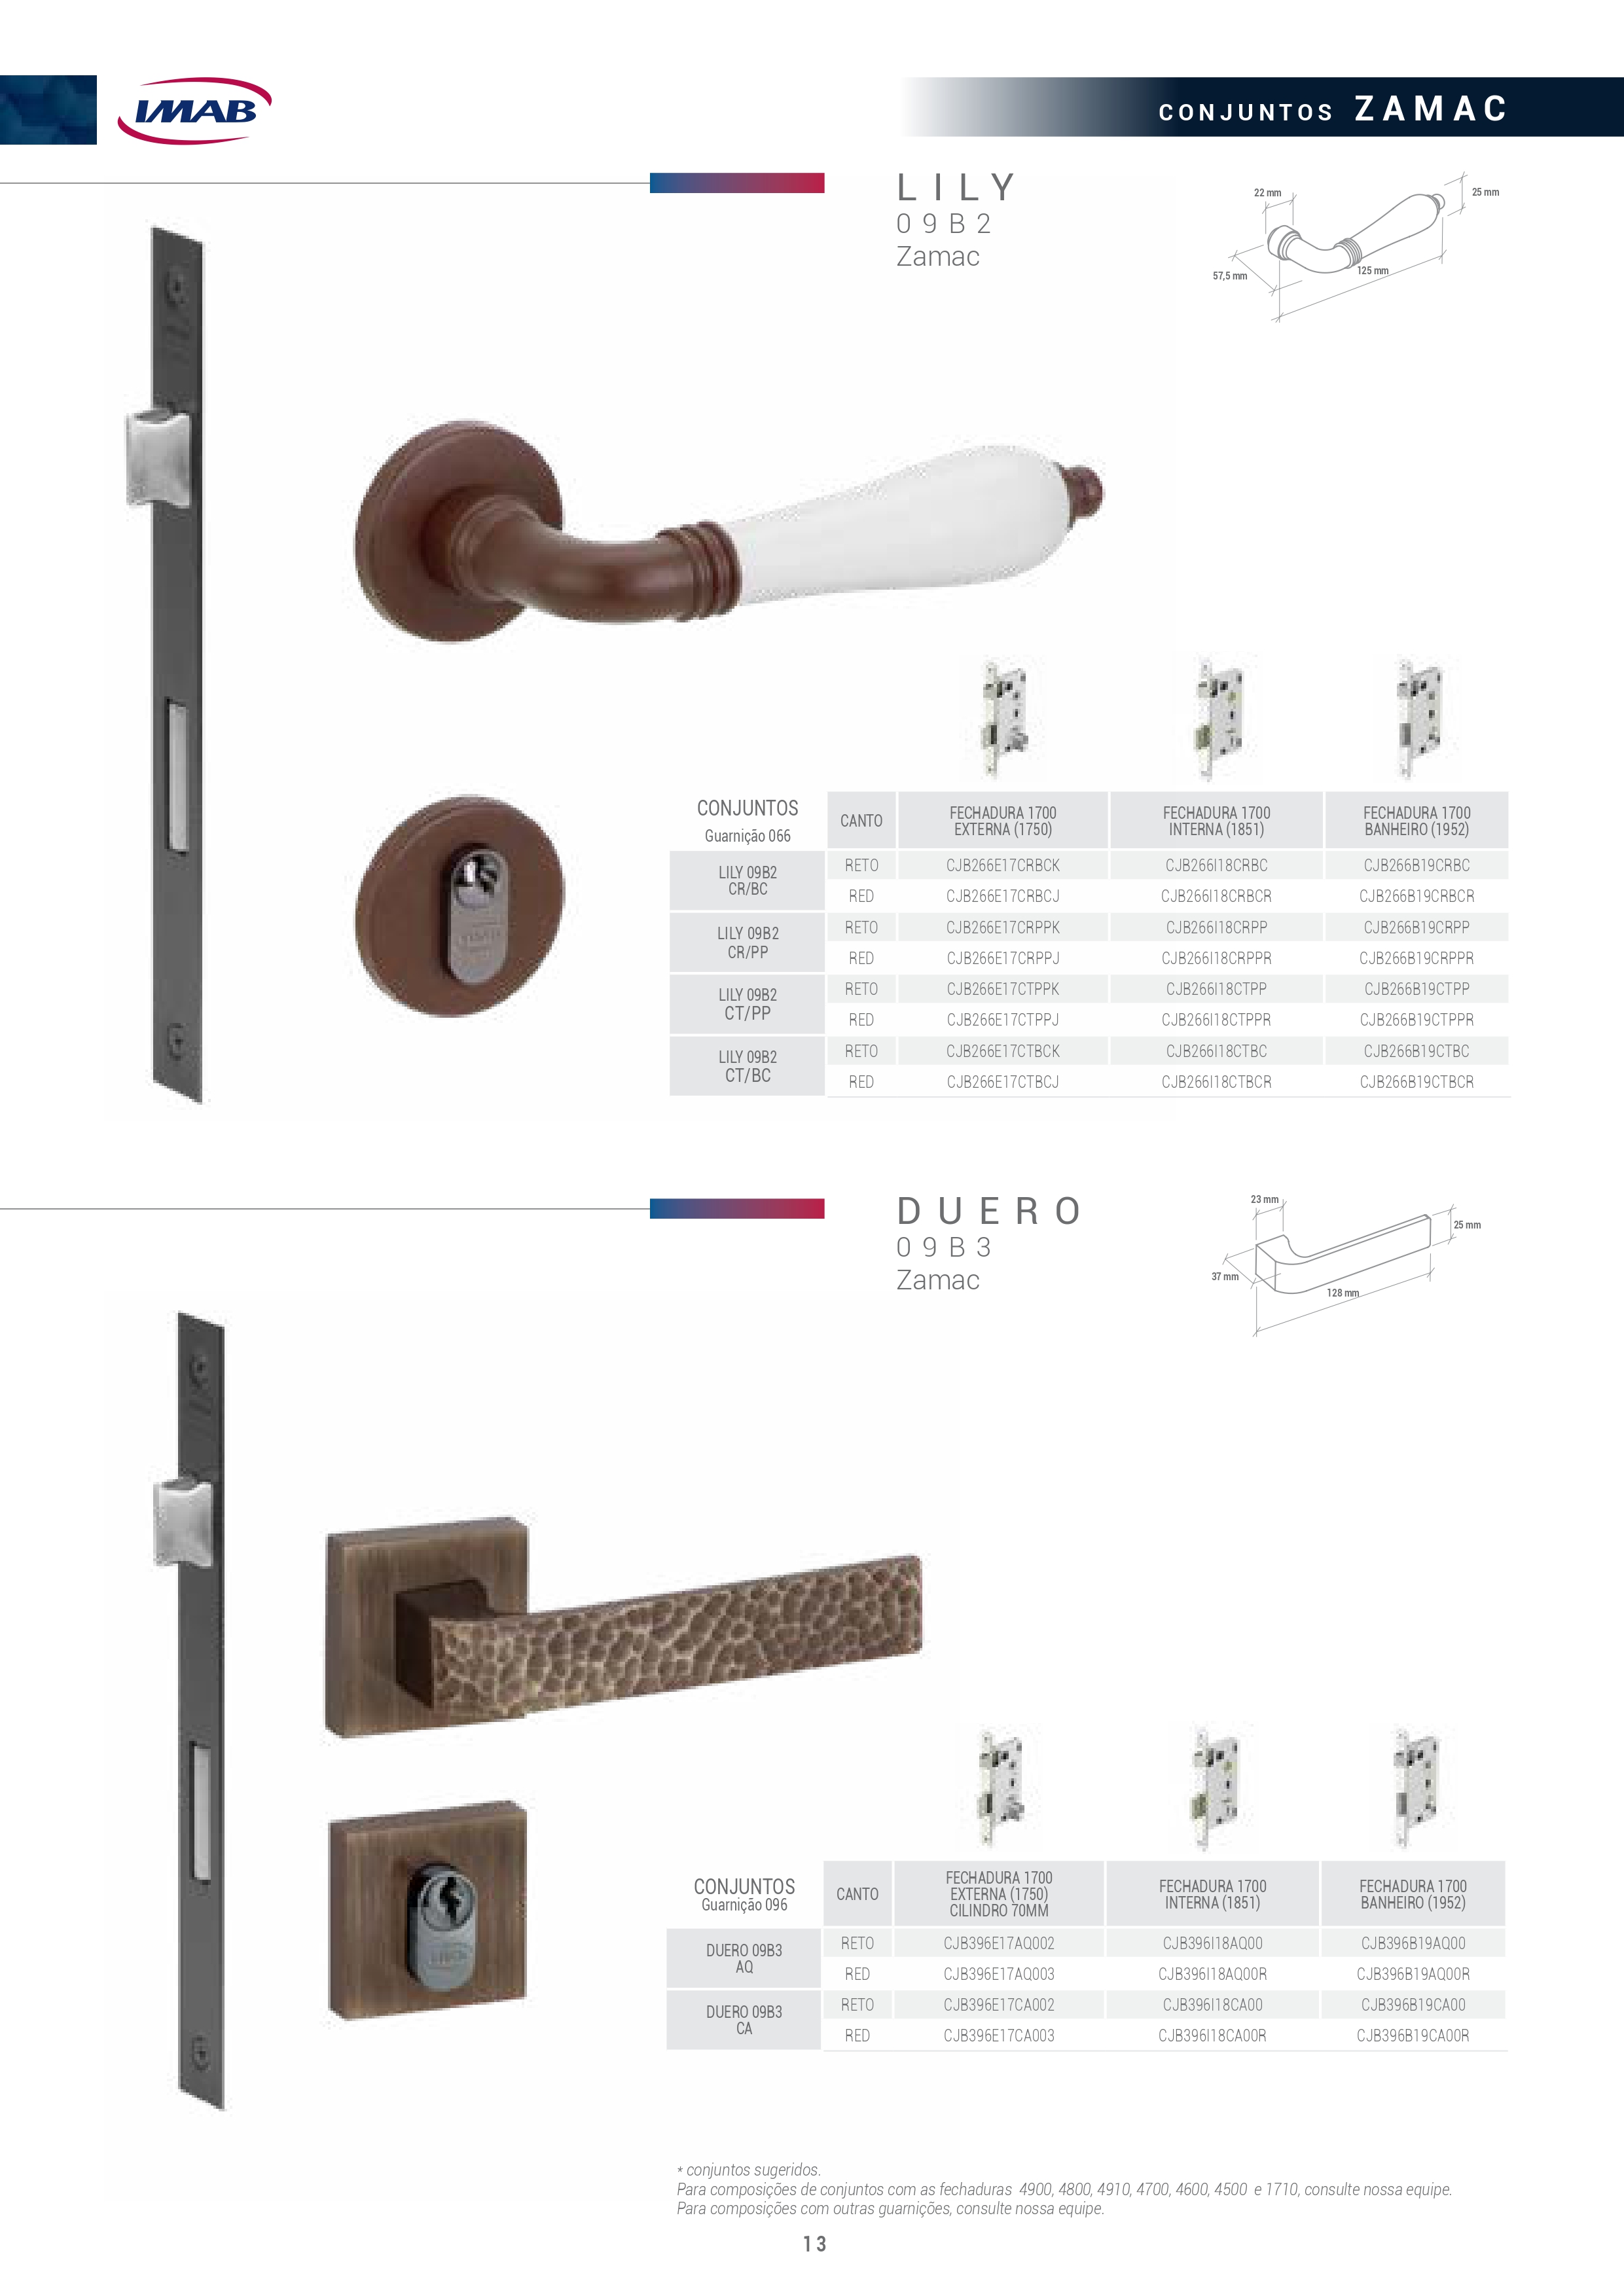 IMAB
CONJUNTOS ZAMAC
LILY
09B2
Zamac
22 mm
25 mm
57,5 mm
125 mm
CONJUNTOS
Guarnição 066
CANTO
FECHADURA 1700
EXTERNA (1750)
FECHADURA 1700
INTERNA (1851)
FECHADURA 1700
BANHEIRO (1952)
LILY 09B2
CR/BC
RETO CJB266E17CRBCK CJB266I18CRBC CJB266B19CRBC
RED CJB266E17CRBCJ CJB266I18CRBCR CJB266B19CRBCR
LILY 09B2
CR/PP
RETO CJB266E17CRPPK CJB266I18CRPP CJB266B19CRPP
RED CJB266E17CRPPJ CJB266I18CRPPR CJB266B19CRPPR
LILY 09B2
CT/PP
RETO CJB266E17CTPPK CJB266I18CTPP CJB266B19CTPP
RED CJB266E17CTPPJ CJB266I18CTPPR CJB266B19CTPPR
LILY 09B2
CT/BC
RETO CJB266E17CTBCK CJB266I18CTBC CJB266B19CTBC
RED CJB266E17CTBCJ CJB266I18CTBCR CJB266B19CTBCR
DUERO
09B3
Zamac
23 mm
25 mm
37 mm
128 mm
CONJUNTOS
Guarnição 096
CANTO
FECHADURA 1700
EXTERNA (1750)
CILINDRO 70MM
FECHADURA 1700
INTERNA (1851)
FECHADURA 1700
BANHEIRO (1952)
DUERO 09B3
AQ
RETO CJB396E17AQ002 CJB396I18AQ00 CJB396B19AQ00
RED CJB396E17AQ003 CJB396I18AQ00R CJB396B19AQ00R
DUERO 09B3
CA
RETO CJB396E17CA002 CJB396I18CA00 CJB396B19CA00
RED CJB396E17CA003 CJB396I18CA00R CJB396B19CA00R
* conjuntos sugeridos.
Para composições de conjuntos com as fechaduras 4900, 4800, 4910, 4700, 4600, 4500 e 1710, consulte nossa equipe.
Para composições com outras guarnições, consulte nossa equipe.
13